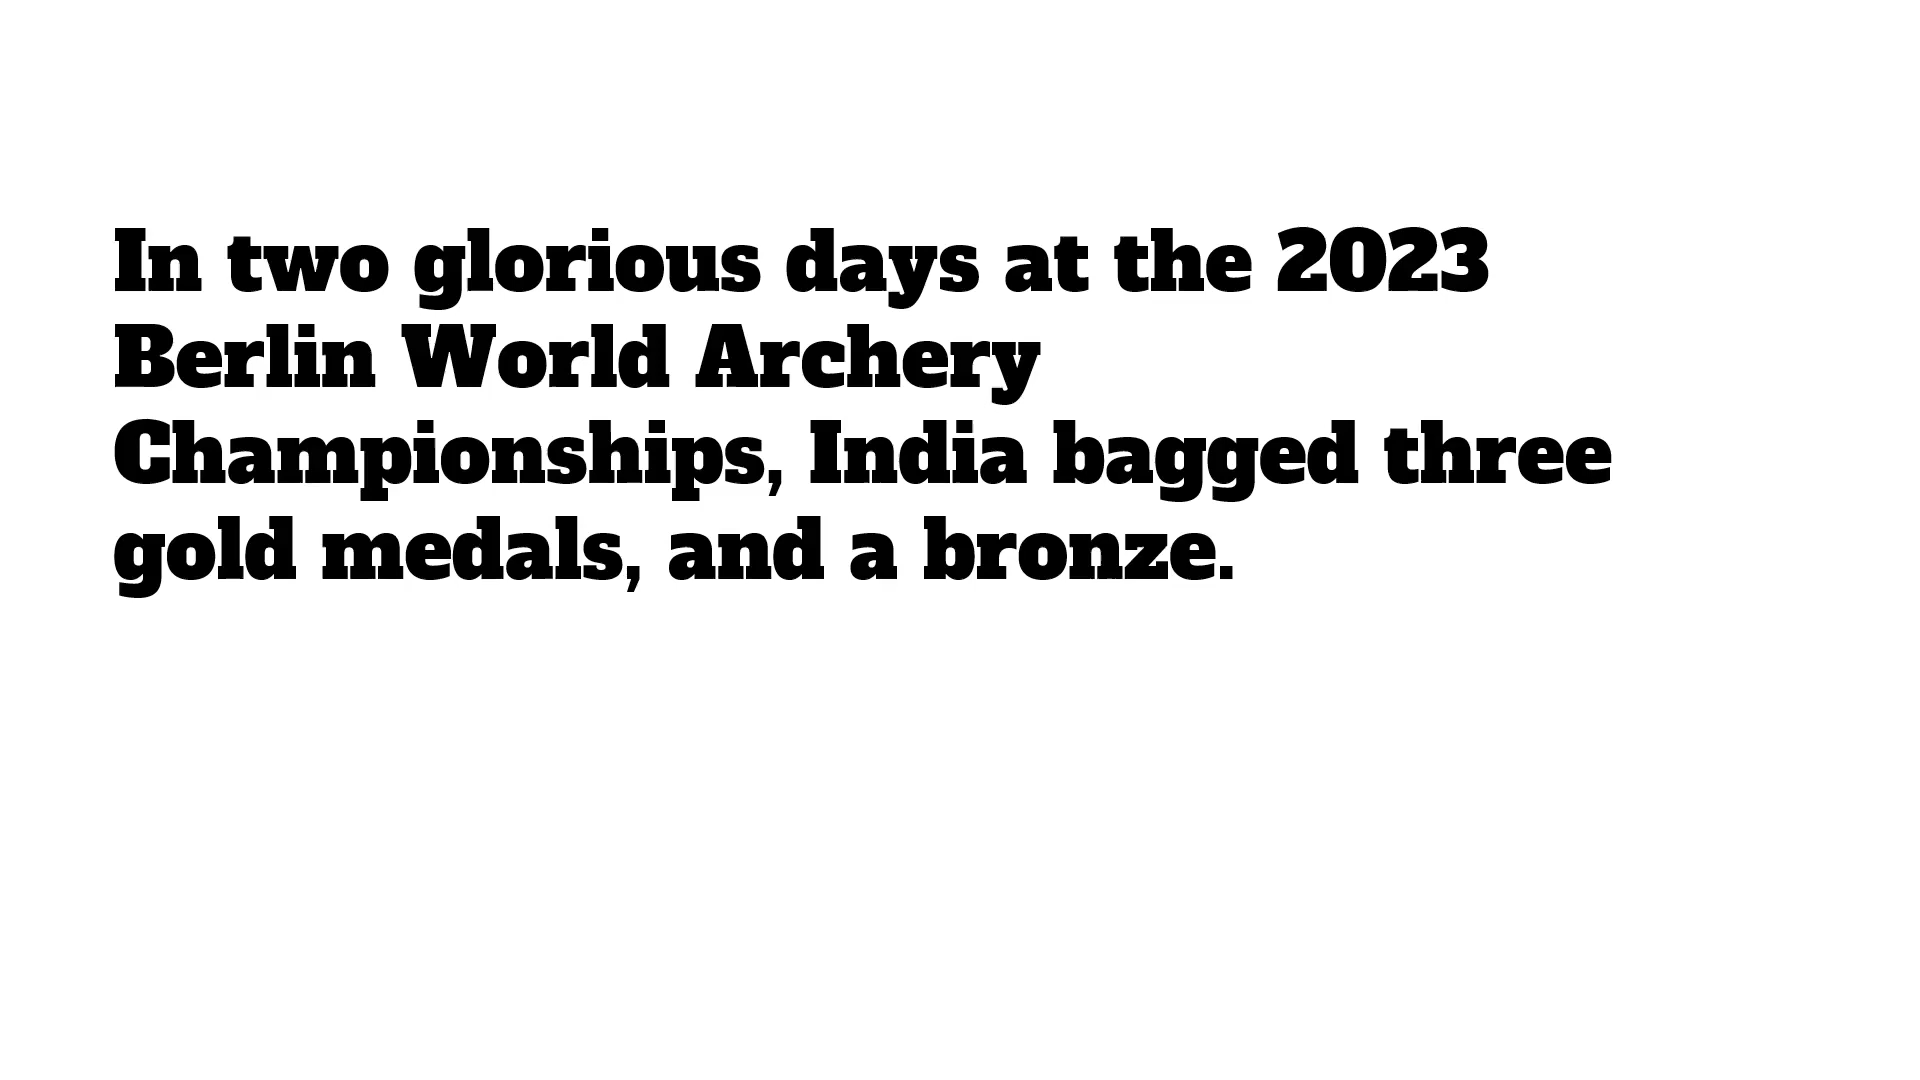 In two glorious days at the 2023
Berlin World Archery
Championships, India bagged three
gold medals, and a bronze.